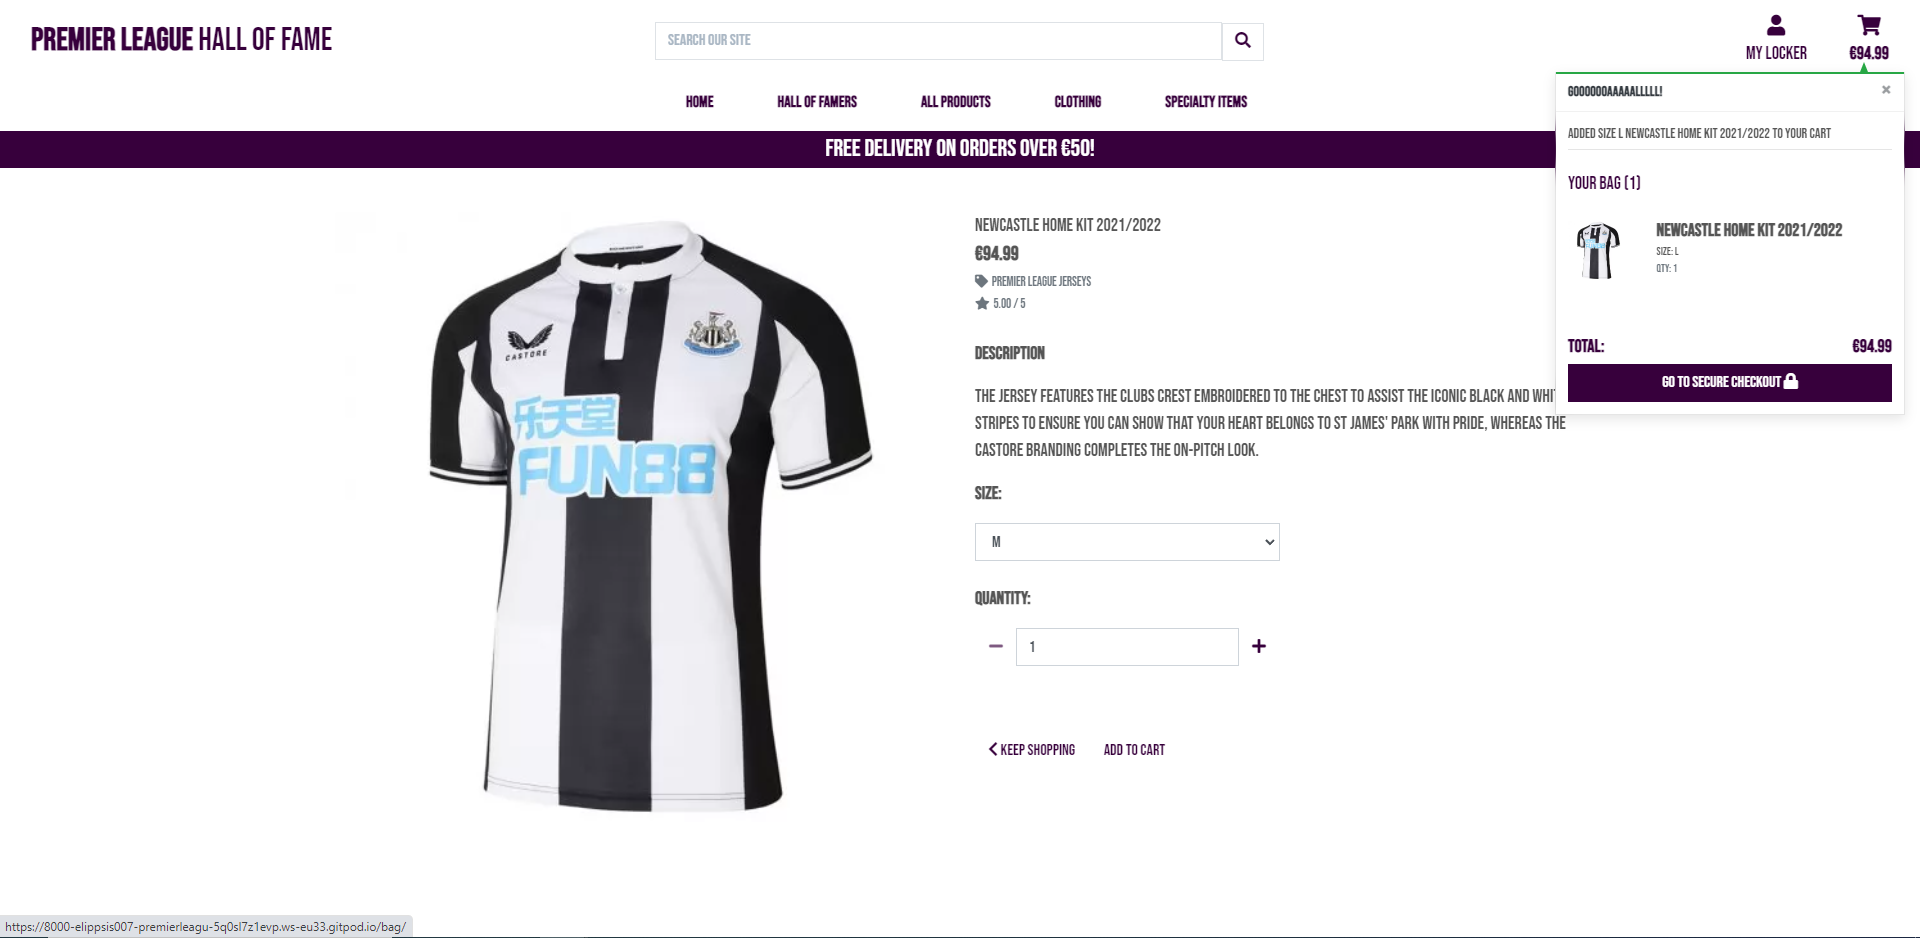 PREMIER LEAGUE HALL OF FAME
SEARCH OUR SITE
MY LOCKER
€94.99
HOME
HALL OF FAMERS
ALL PRODUCTS
CLOTHING
SPECIALTY ITEMS
FREE DELIVERY ON ORDERS OVER €50!
GOOOOOOAAAAALLLLL!
×
ADDED SIZE L NEWCASTLE HOME KIT 2021/2022 TO YOUR CART
YOUR BAG (1)
NEWCASTLE HOME KIT 2021/2022
SIZE: L
QTY: 1
TOTAL:
€94.99
GO TO SECURE CHECKOUT
CASTORE
乐天堂
FUN88
NEWCASTLE HOME KIT 2021/2022
€94.99
PREMIER LEAGUE JERSEYS
5.00 / 5
DESCRIPTION
THE JERSEY FEATURES THE CLUBS CREST EMBROIDERED TO THE CHEST TO ASSIST THE ICONIC BLACK AND WHI
STRIPES TO ENSURE YOU CAN SHOW THAT YOUR HEART BELONGS TO ST JAMES' PARK WITH PRIDE, WHEREAS THE
CASTORE BRANDING COMPLETES THE ON-PITCH LOOK.
SIZE:
M
QUANTITY:
1
KEEP SHOPPING
ADD TO CART
https://8000-elippsis007-premierleagu-5q0sl7z1evp.ws-eu33.gitpod.io/bag/